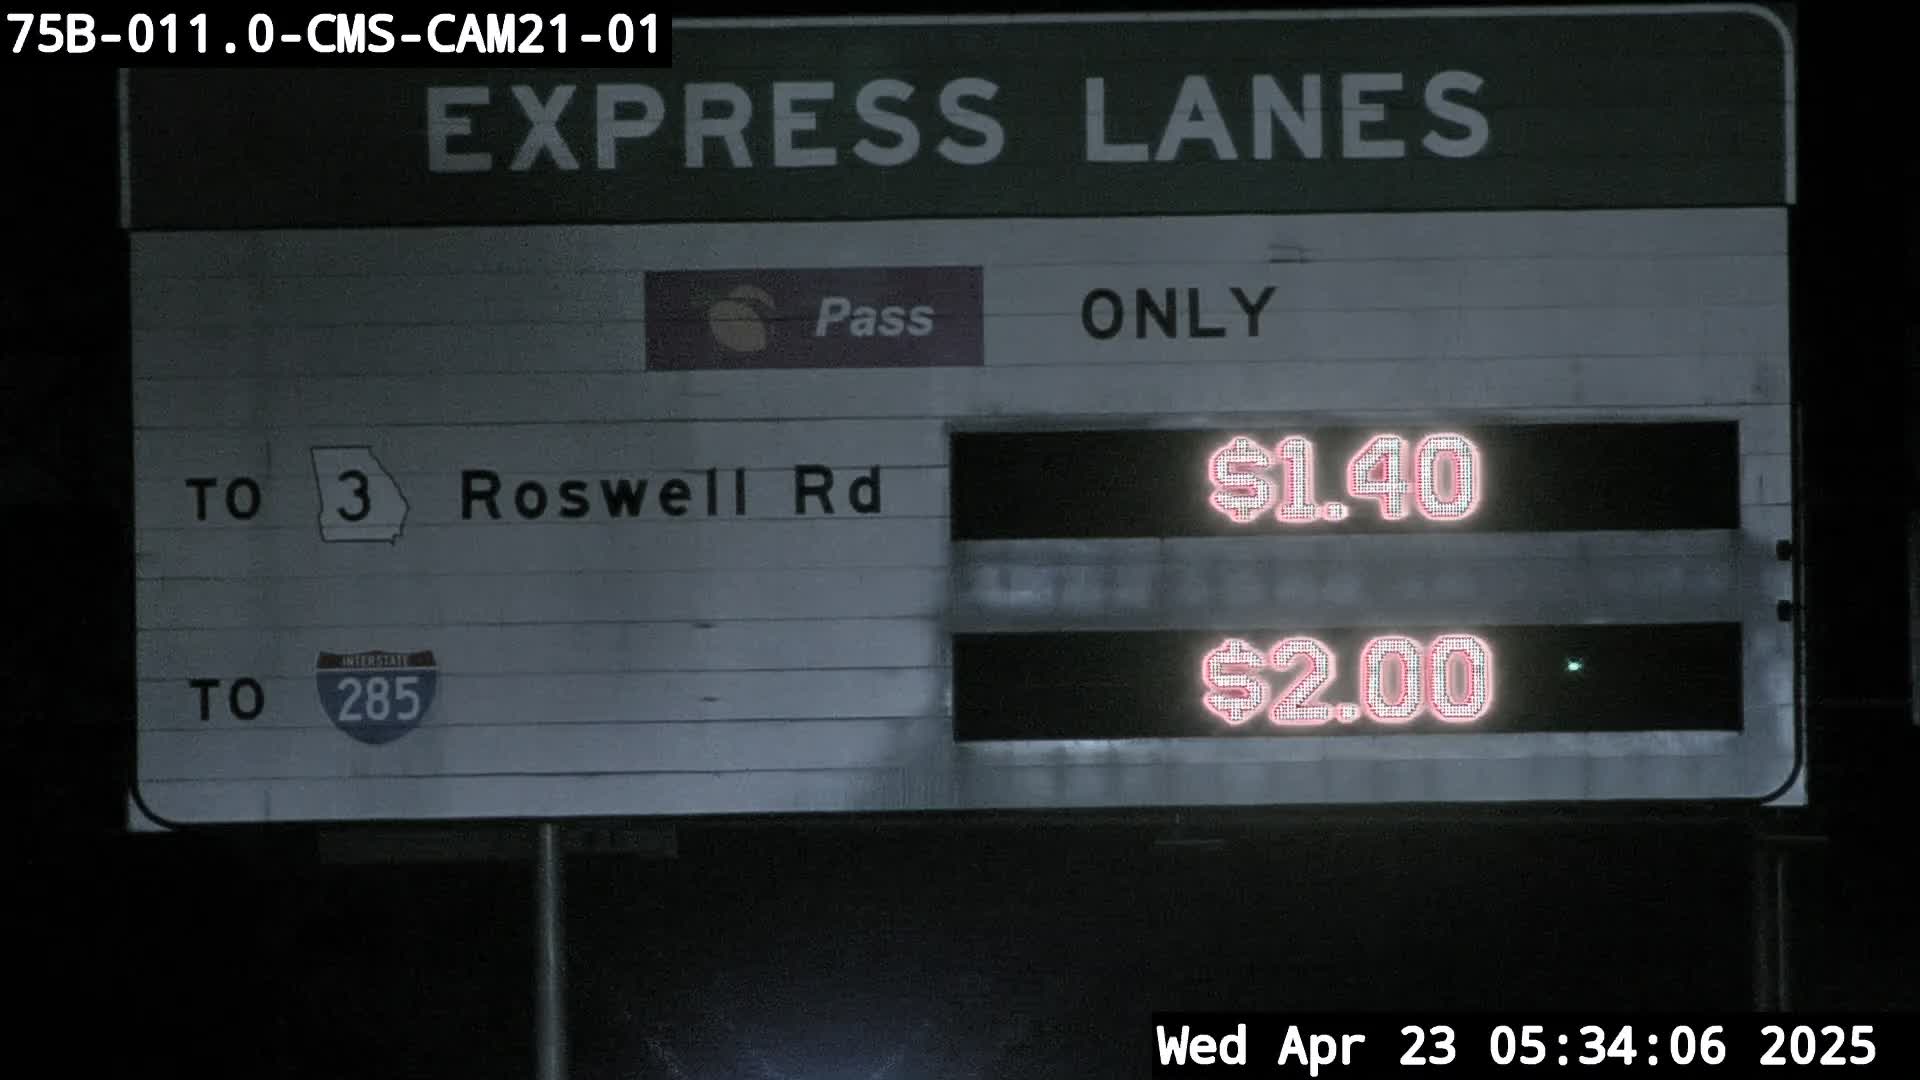 75B-011.0-CMS-CAM21-01
EXPRESS LANES
Pass ONLY
TO 3 Roswell Rd $1.40
TO INTERSTATE 285 $2.00
Wed Apr 23 05:34:06 2025